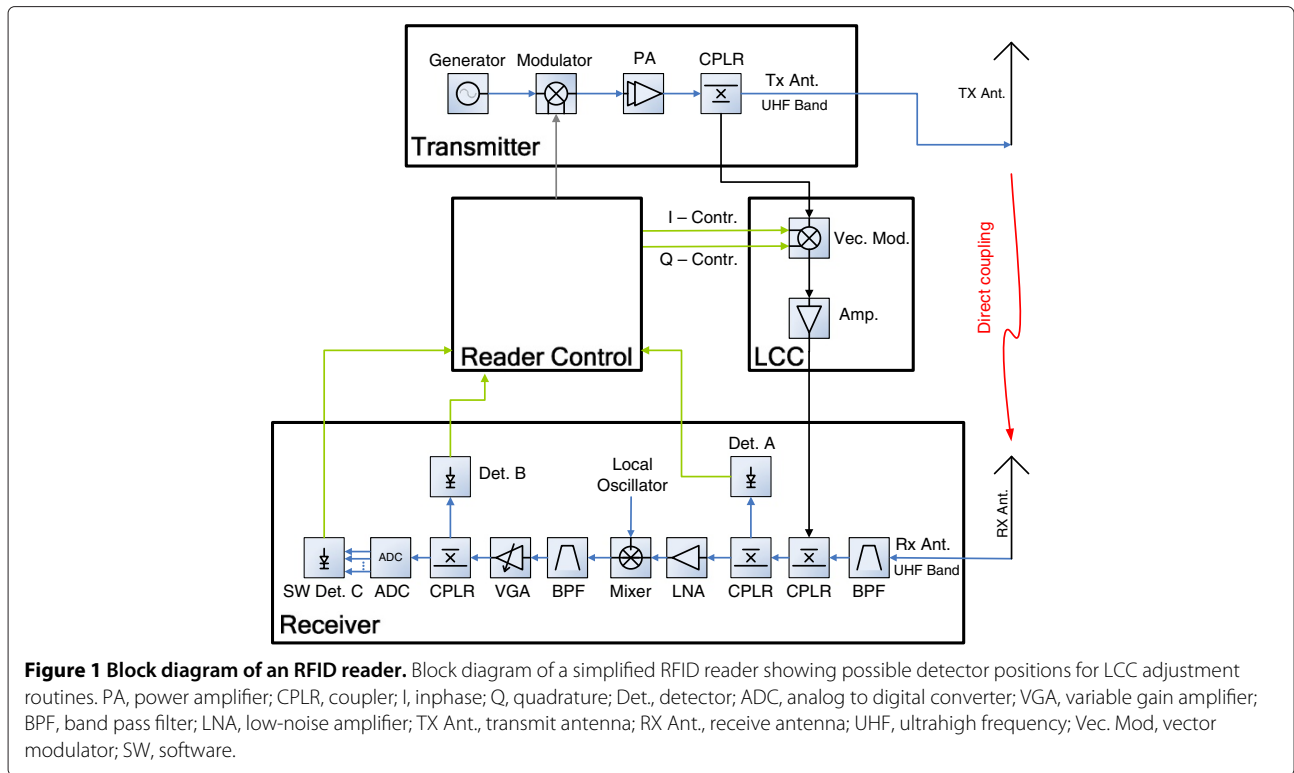 Generator Modulator PA CPLR
Tx Ant.
UHF Band
TX Ant.
Transmitter
I – Contr.
Q – Contr.
Vec. Mod.
Amp.
Reader Control
LCC
Direct coupling
Det. B
Local
Oscillator
Det. A
RX Ant.
Rx Ant.
UHF Band
ADC
SW Det. C ADC CPLR VGA BPF Mixer LNA CPLR CPLR BPF
Receiver
Figure 1 Block diagram of an RFID reader. Block diagram of a simplified RFID reader showing possible detector positions for LCC adjustment
routines. PA, power amplifier; CPLR, coupler; I, inphase; Q, quadrature; Det., detector; ADC, analog to digital converter; VGA, variable gain amplifier;
BPF, band pass filter; LNA, low-noise amplifier; TX Ant., transmit antenna; RX Ant., receive antenna; UHF, ultrahigh frequency; Vec. Mod, vector
modulator; SW, software.